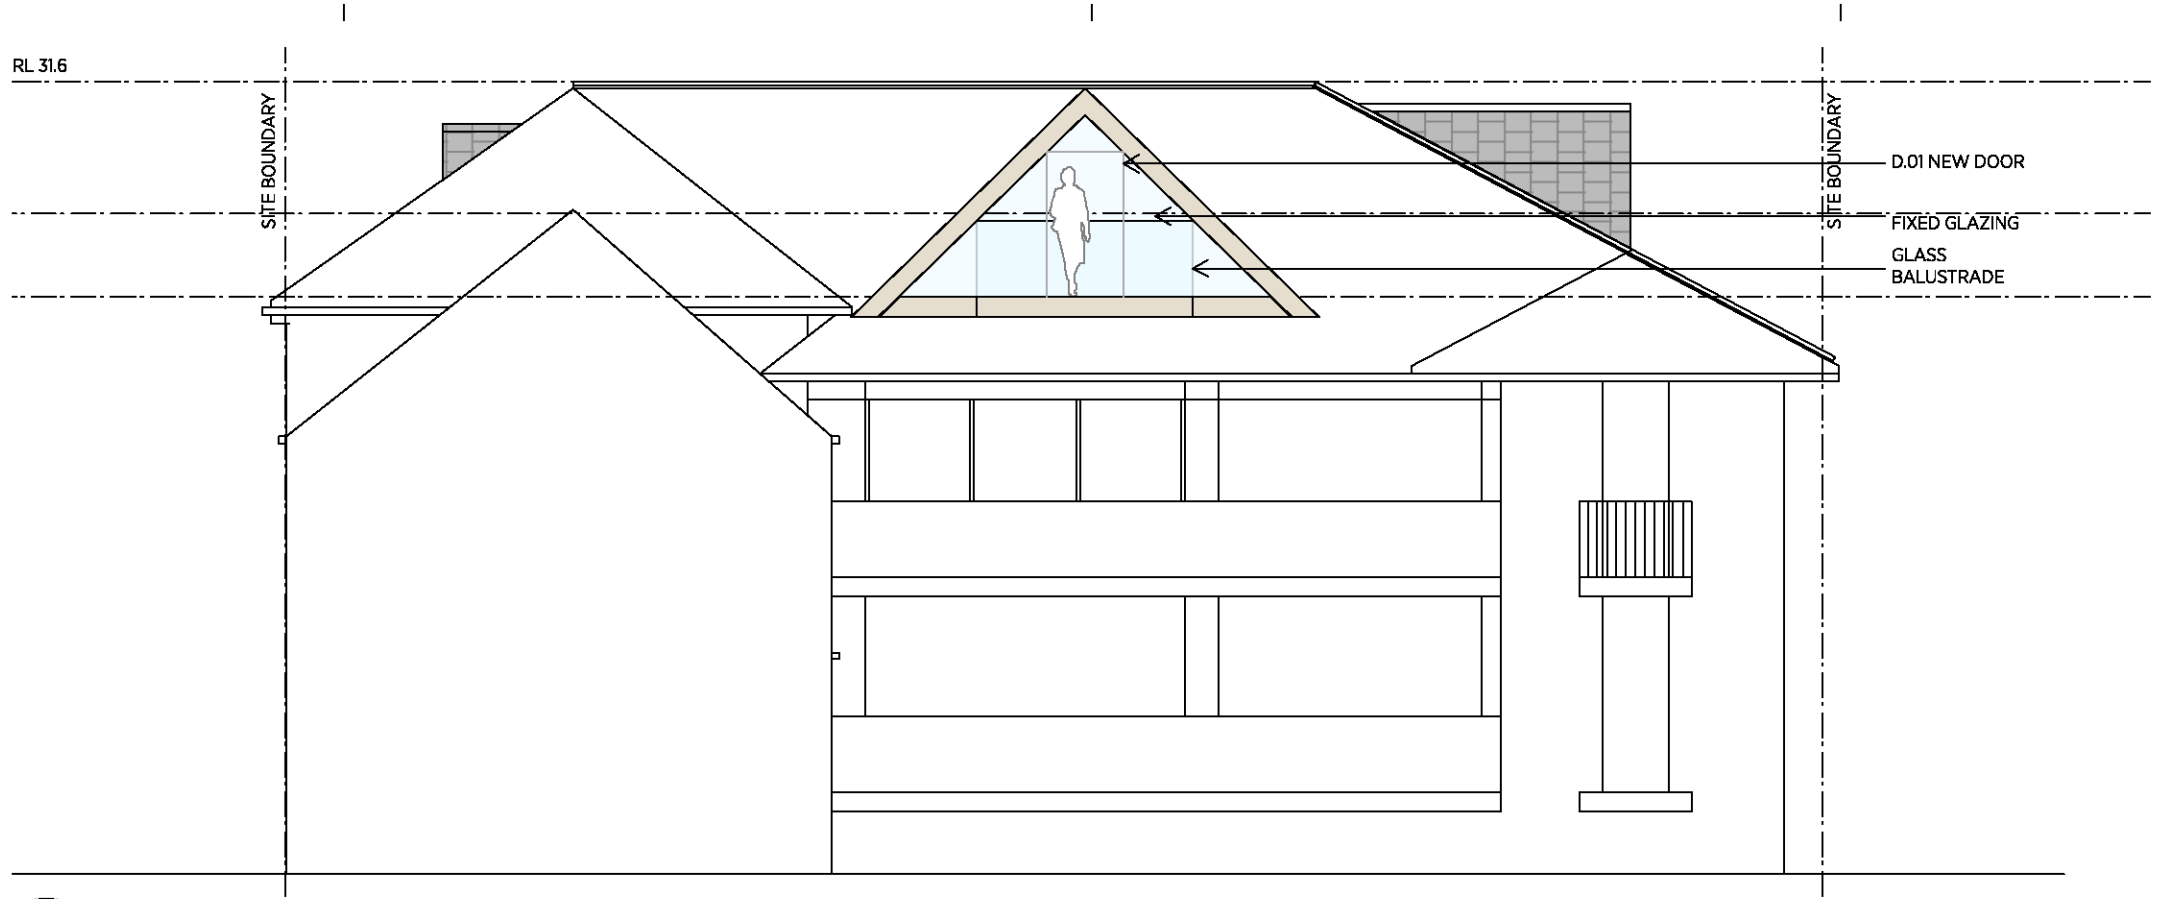 RL 31.6
SITE BOUNDARY
SITE BOUNDARY
D.01 NEW DOOR
FIXED GLAZING
GLASS
BALUSTRADE